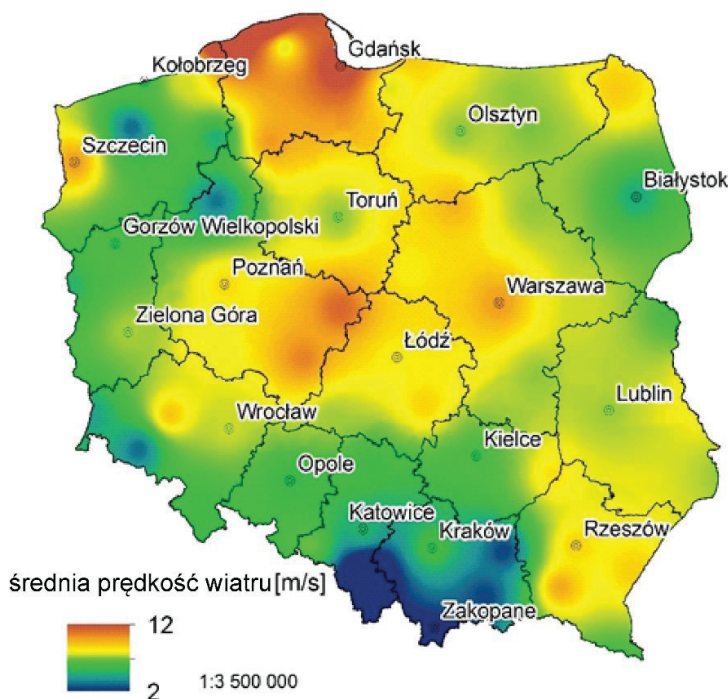 Gdańsk
Kołobrzeg
Olsztyn
Szczecin
Białystok
Toruń
Gorzów Wielkopolski
Poznań
Warszawa
Zielona Góra
Łódź
Lublin
Wrocław
Kielce
Opole
Katowice
Kraków
Rzeszów
średnia prędkość wiatru[m/s]
Zakopane
12
2
1:3 500 000